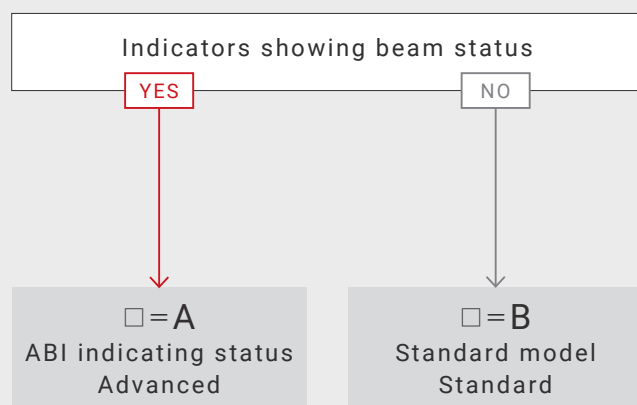 Indicators showing beam status
YES
NO
□=A
ABI indicating status
Advanced
□=B
Standard model
Standard